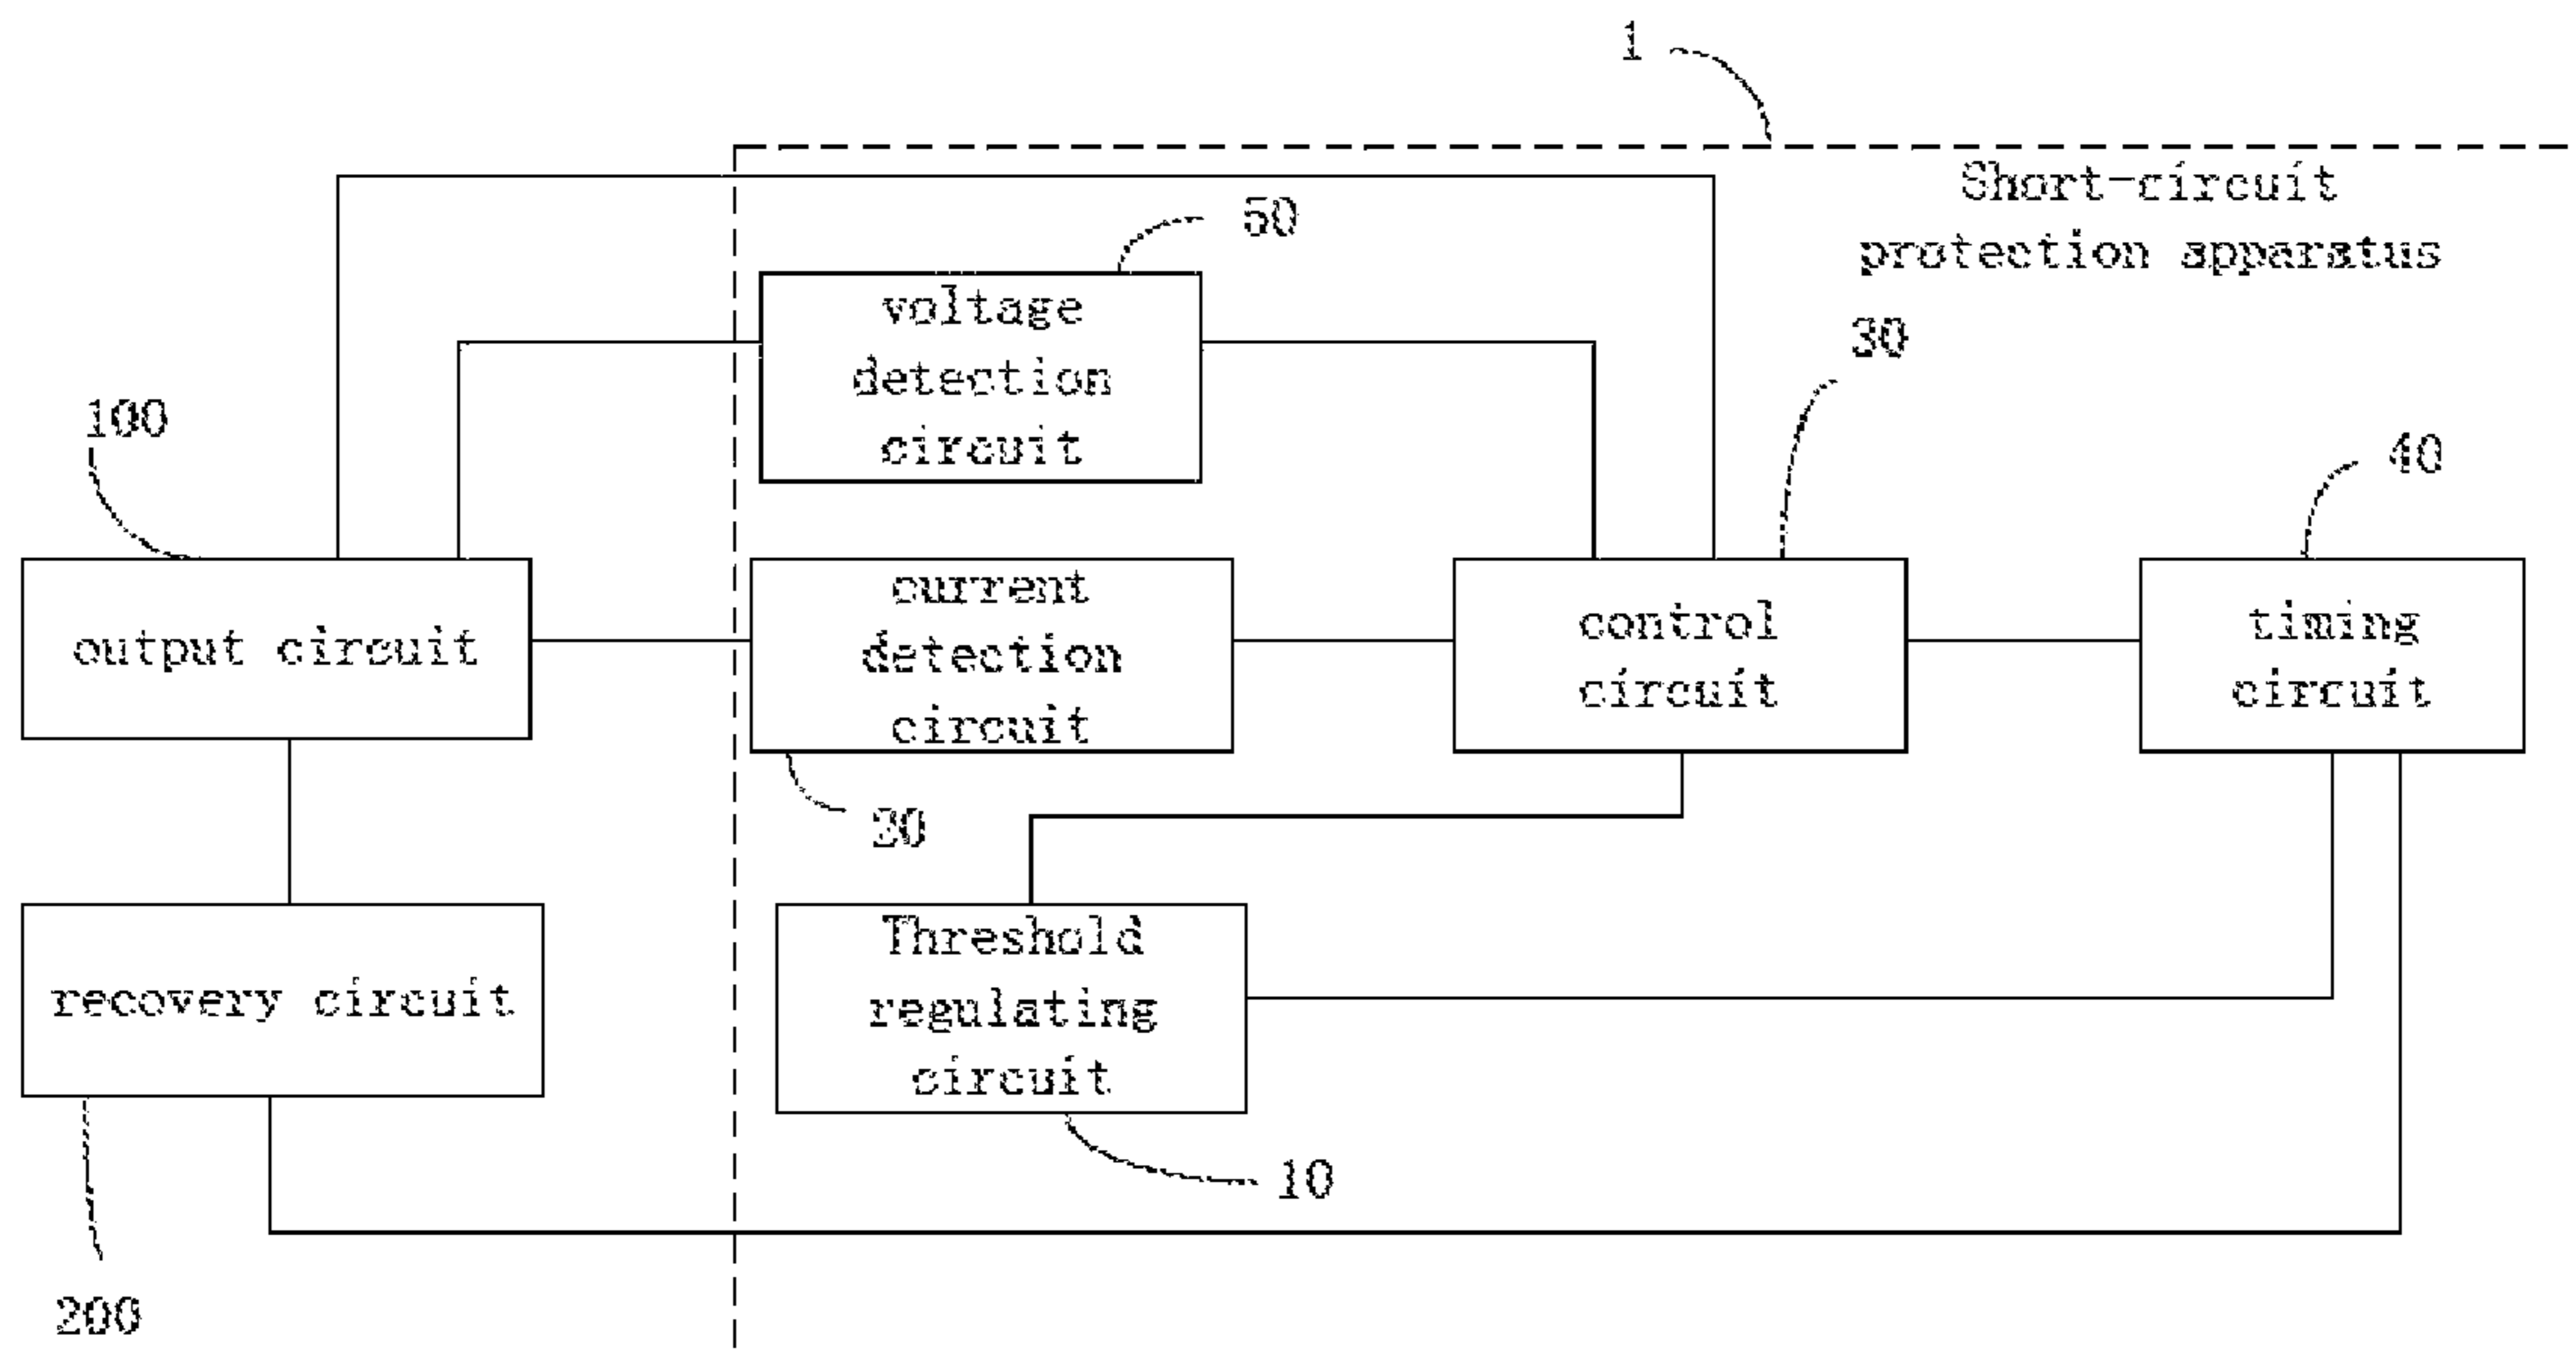 1
Short-circuit
protection apparatus
50
voltage
detection
circuit
30
100
40
output circuit
current
detection
circuit
control
circuit
timing
circuit
20
recovery circuit
Threshold
regulating
circuit
10
200